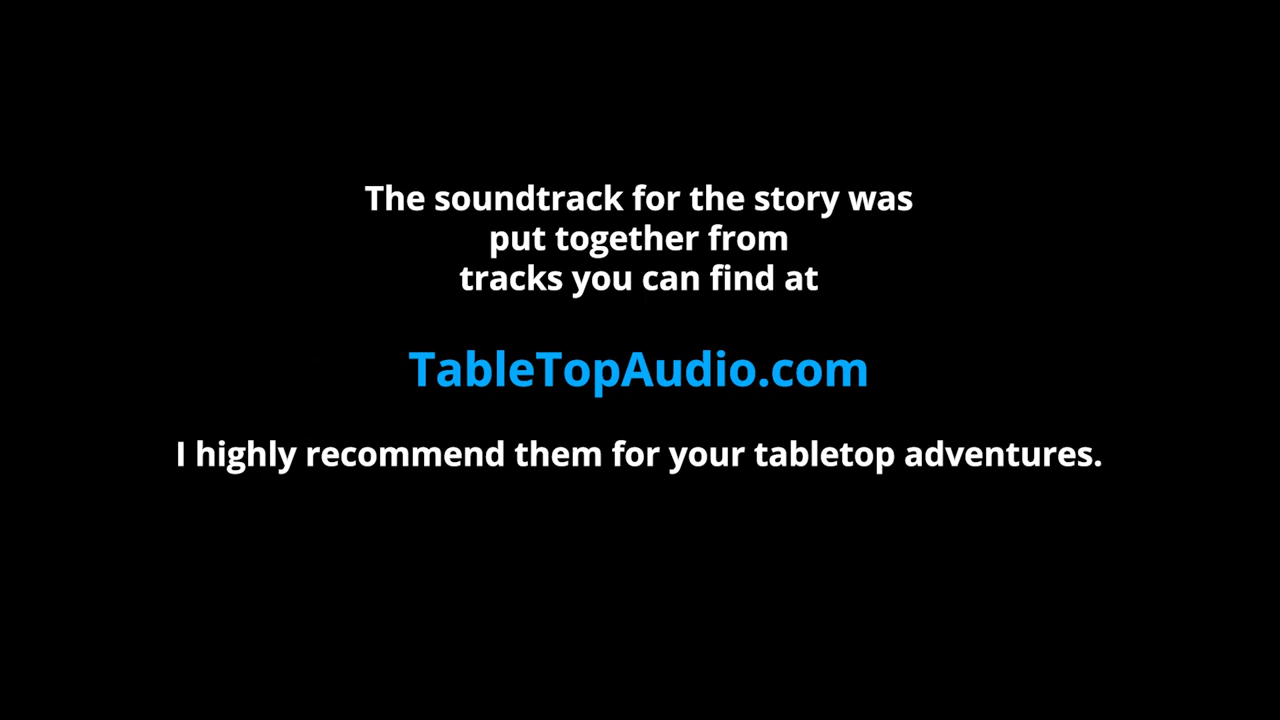 The soundtrack for the story was
put together from
tracks you can find at
TableTopAudio.com
I highly recommend them for your tabletop adventures.